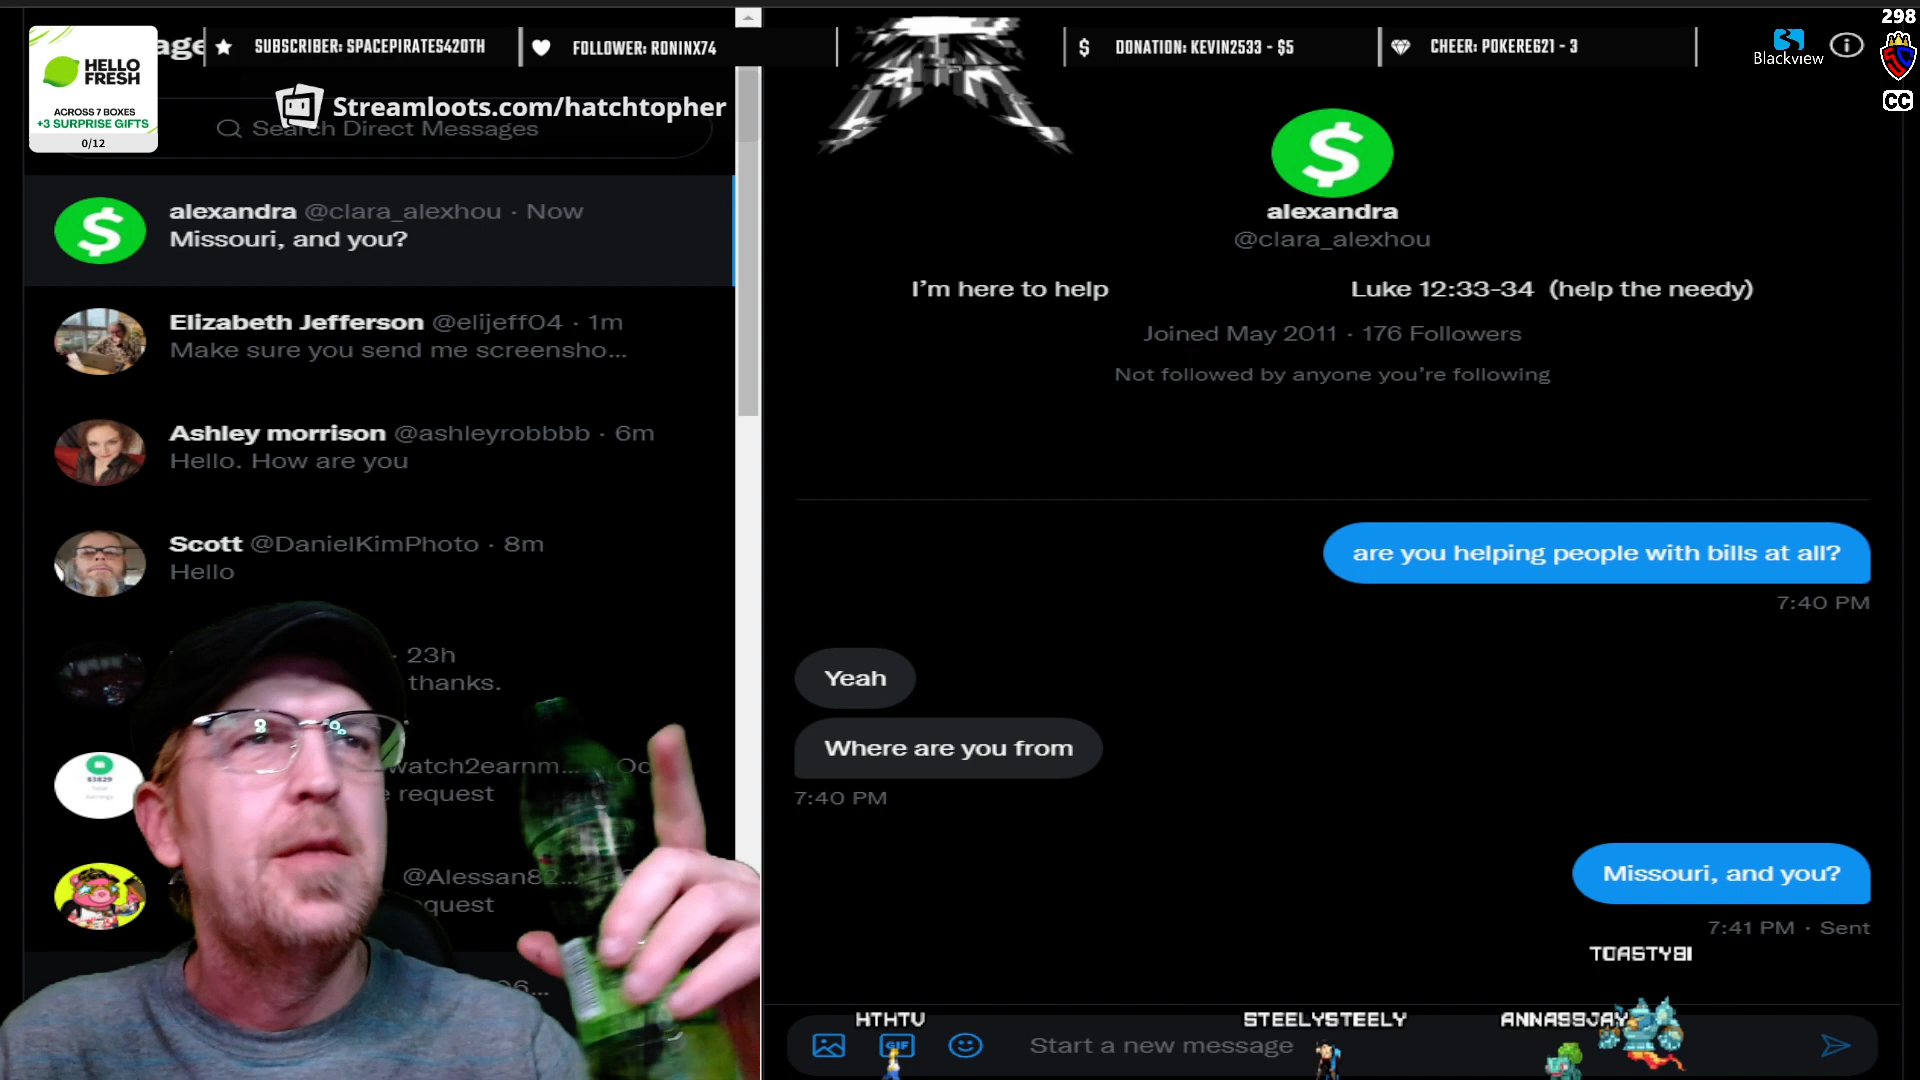 HELLO
FRESH
ACROSS 7 BOXES
+3 SURPRISE GIFTS
0/12
SUBSCRIBER: SPACEPIRATES420TH
FOLLOWER: RONINX74
DONATION: KEVIN2533 - $5
CHEER: POKERE621 - 3
Blackview
298
CC
Streamloots.com/hatchtopher
Search Direct Messages
alexandra @clara_alexhou · Now
Missouri, and you?
Elizabeth Jefferson @elijeff04 · 1m
Make sure you send me screensho...
Ashley morrison @ashleyrobbbb · 6m
Hello. How are you
Scott @DanielKimPhoto · 8m
Hello
· 23h
thanks.
watch2earnm...
request
@Alessan82...
alexandra
@clara_alexhou
I'm here to help Luke 12:33-34 (help the needy)
Joined May 2011 · 176 Followers
Not followed by anyone you're following
are you helping people with bills at all?
7:40 PM
Yeah
Where are you from
7:40 PM
Missouri, and you?
7:41 PM · Sent
TOASTY81
HTHTV
STEELYSTEELY
ANNASSJAY
GIF
Start a new message